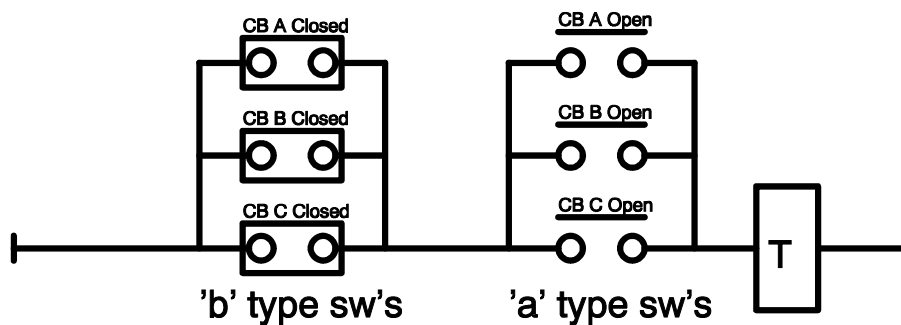 CB A Closed
CB A Open
CB B Closed
CB B Open
CB C Closed
CB C Open
T
'b' type sw's
'a' type sw's